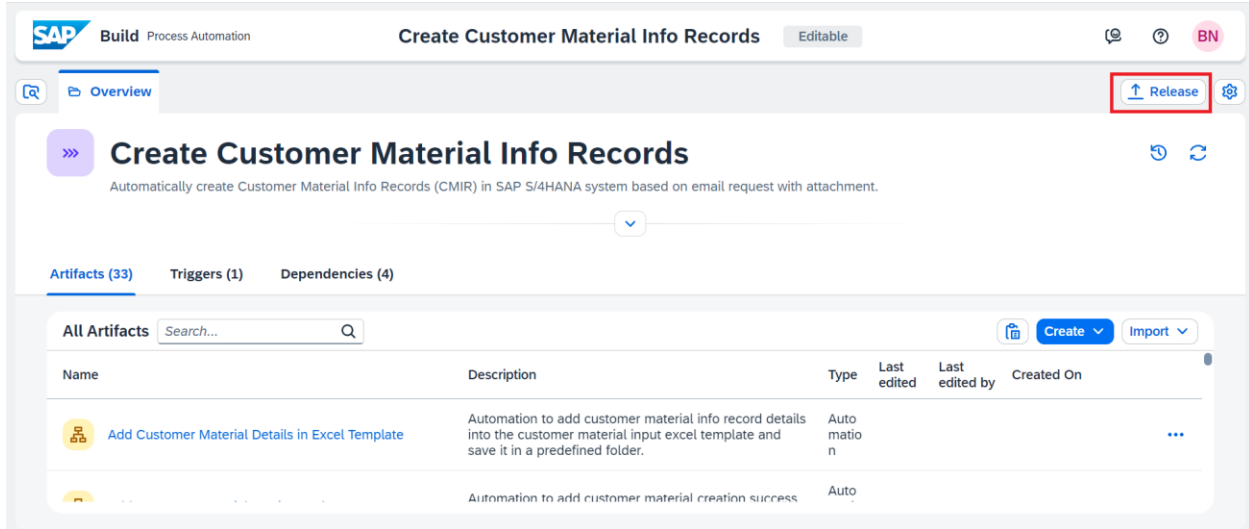 SAP Build Process Automation
Create Customer Material Info Records Editable
BN
Overview
Release
Create Customer Material Info Records
Automatically create Customer Material Info Records (CMIR) in SAP S/4HANA system based on email request with attachment.
Artifacts (33) Triggers (1) Dependencies (4)
All Artifacts Search... Create Import
Name Description Type Last edited Last edited by Created On
Add Customer Material Details in Excel Template
Automation to add customer material info record details
into the customer material input excel template and
save it in a predefined folder.
Auto
matio
n
Automation to add customer material creation success
Auto